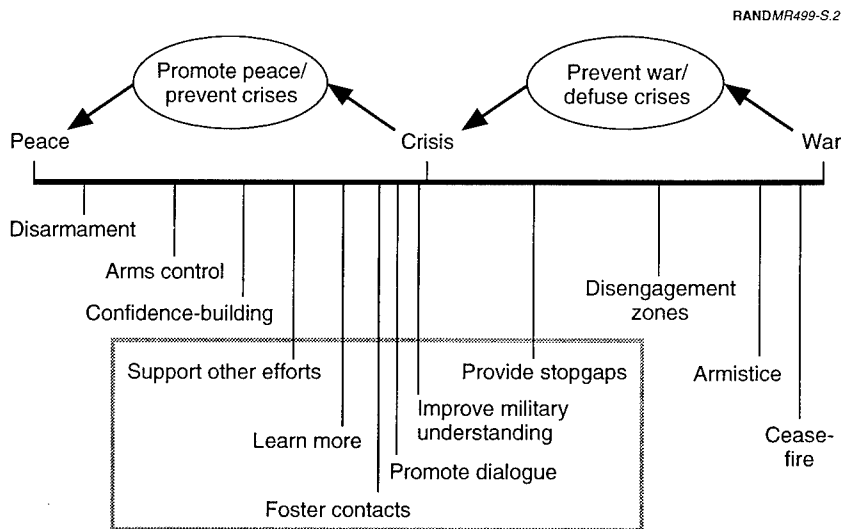 RANDMR499-S.2
Promote peace/
prevent crises
Prevent war/
defuse crises
Peace
Crisis
War
Disarmament
Arms control
Confidence-building
Disengagement
zones
Support other efforts
Provide stopgaps
Armistice
Improve military
understanding
Learn more
Cease-
fire
Promote dialogue
Foster contacts